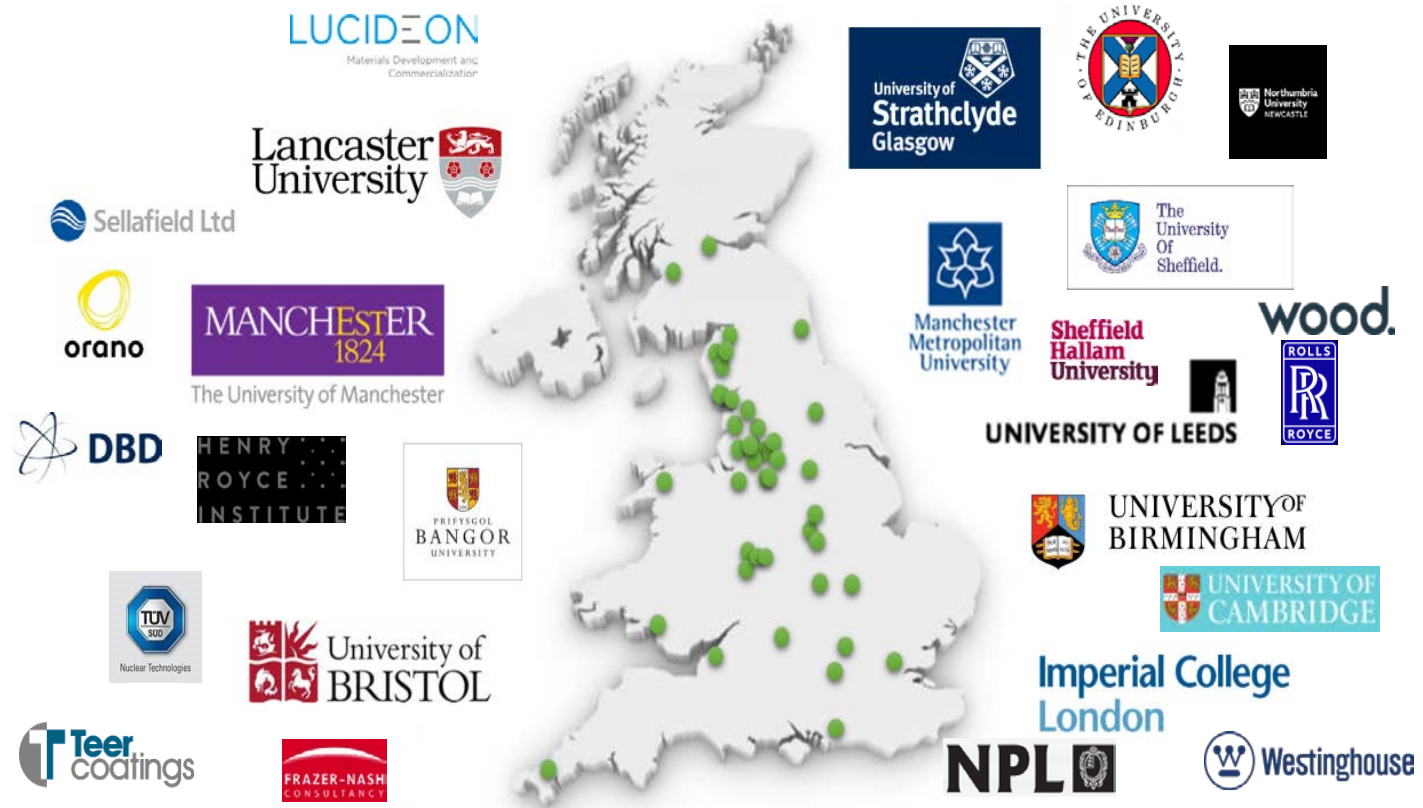 LUCIDEON
Materials Development and
Commercialization
Lancaster
University
Sellafield Ltd
orano
MANCHEStER
1824
The University of Manchester
DBD
HENRY
ROYCE
INSTITUTE
PRIFYSGOL
BANGOR
UNIVERSITY
TÜV
SUD
Nuclear Technologies
University of
BRISTOL
Teer
coatings
FRAZER-NASH
CONSULTANCY
University of
Strathclyde
Glasgow
THE UNIVERSITY OF EDINBURGH
Northumbria
University
NEWCASTLE
The
University
Of
Sheffield.
Manchester
Metropolitan
University
Sheffield
Hallam
University
wood.
ROLLS
RR
ROYCE
UNIVERSITY OF LEEDS
UNIVERSITY OF
BIRMINGHAM
UNIVERSITY OF
CAMBRIDGE
Imperial College
London
NPL
W
Westinghouse